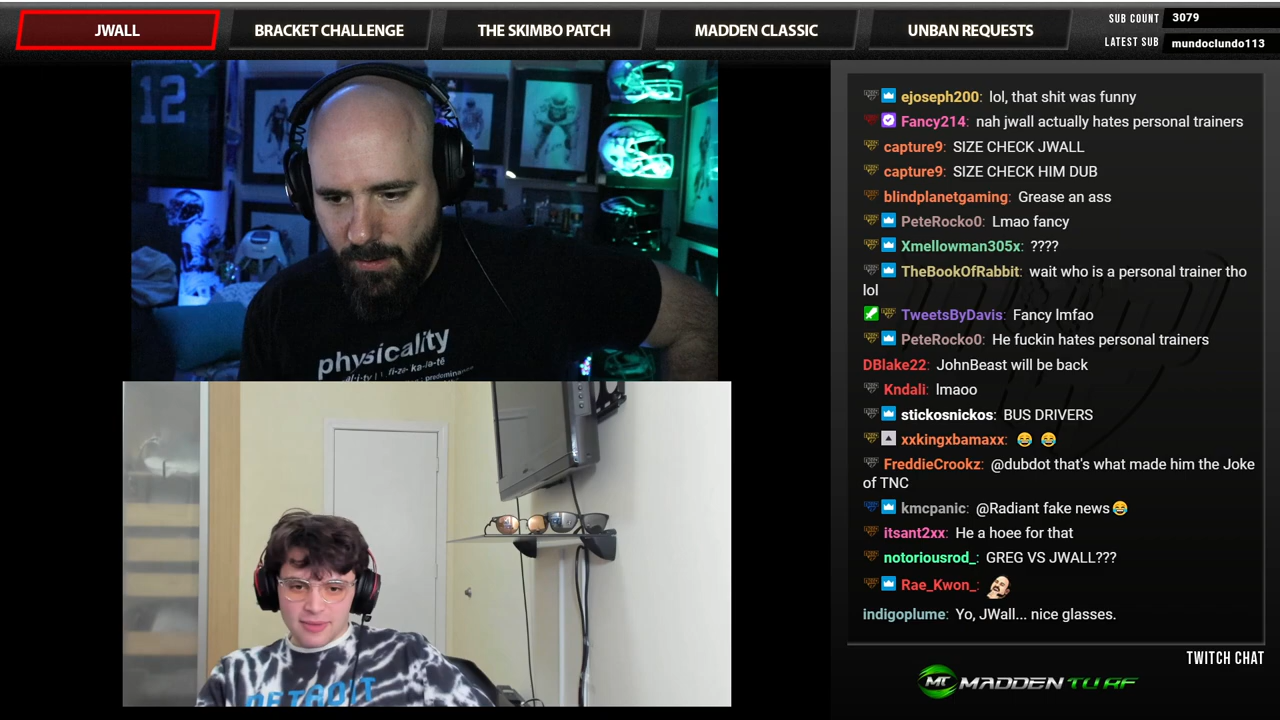 JWALL
BRACKET CHALLENGE
THE SKIMBO PATCH
MADDEN CLASSIC
UNBAN REQUESTS
SUB COUNT 3079
LATEST SUB mundoclundo113
12
physicality
predominance
DETROIT
ejoseph200: lol, that shit was funny
Fancy214: nah jwall actually hates personal trainers
capture9: SIZE CHECK JWALL
capture9: SIZE CHECK HIM DUB
blindplanetgaming: Grease an ass
PeteRocko0: Lmao fancy
Xmellowman305x: ????
TheBookOfRabbit: wait who is a personal trainer tho
lol
TweetsByDavis: Fancy lmfao
PeteRocko0: He fuckin hates personal trainers
DBlake22: JohnBeast will be back
Kndali: lmaoo
stickosnickos: BUS DRIVERS
xxkingxbamaxx: 😂 😂
FreddieCrookz: @dubdot that's what made him the Joke
of TNC
kmcpanic: @Radiant fake news😂
itsant2xx: He a hoee for that
notoriousrod_: GREG VS JWALL???
Rae_Kwon_:
indigoplume: Yo, JWall... nice glasses.
TWITCH CHAT
MC MADDEN TURF